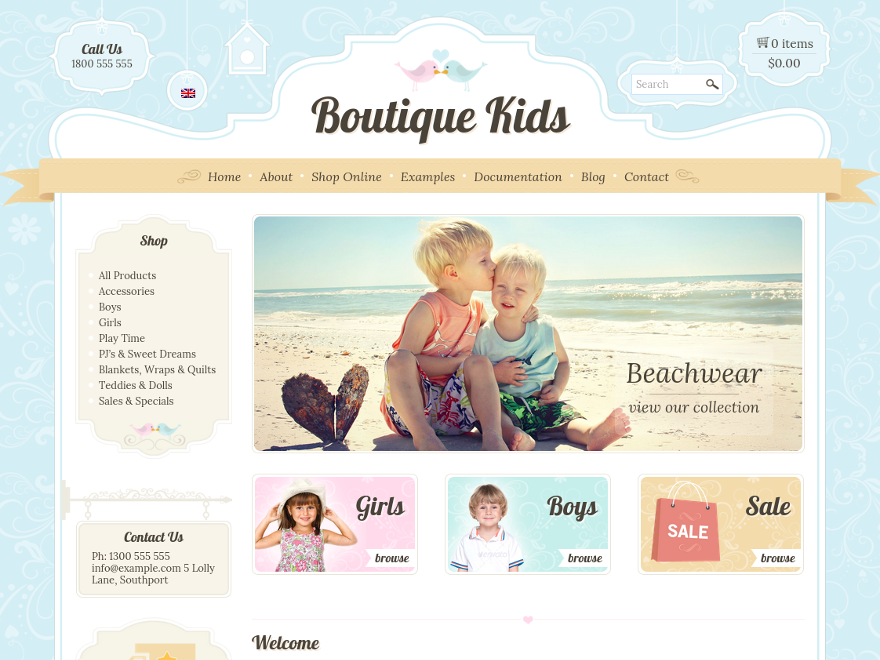 Call Us
1800 555 555
0 items
$0.00
Search
Boutique Kids
Home • About • Shop Online • Examples • Documentation • Blog • Contact
Shop
All Products
Accessories
Boys
Girls
Play Time
PJ's & Sweet Dreams
Blankets, Wraps & Quilts
Teddies & Dolls
Sales & Specials
Beachwear
view our collection
Girls
browse
Boys
browse
SALE
Sale
browse
Contact Us
Ph: 1300 555 555
info@example.com 5 Lolly
Lane, Southport
Welcome